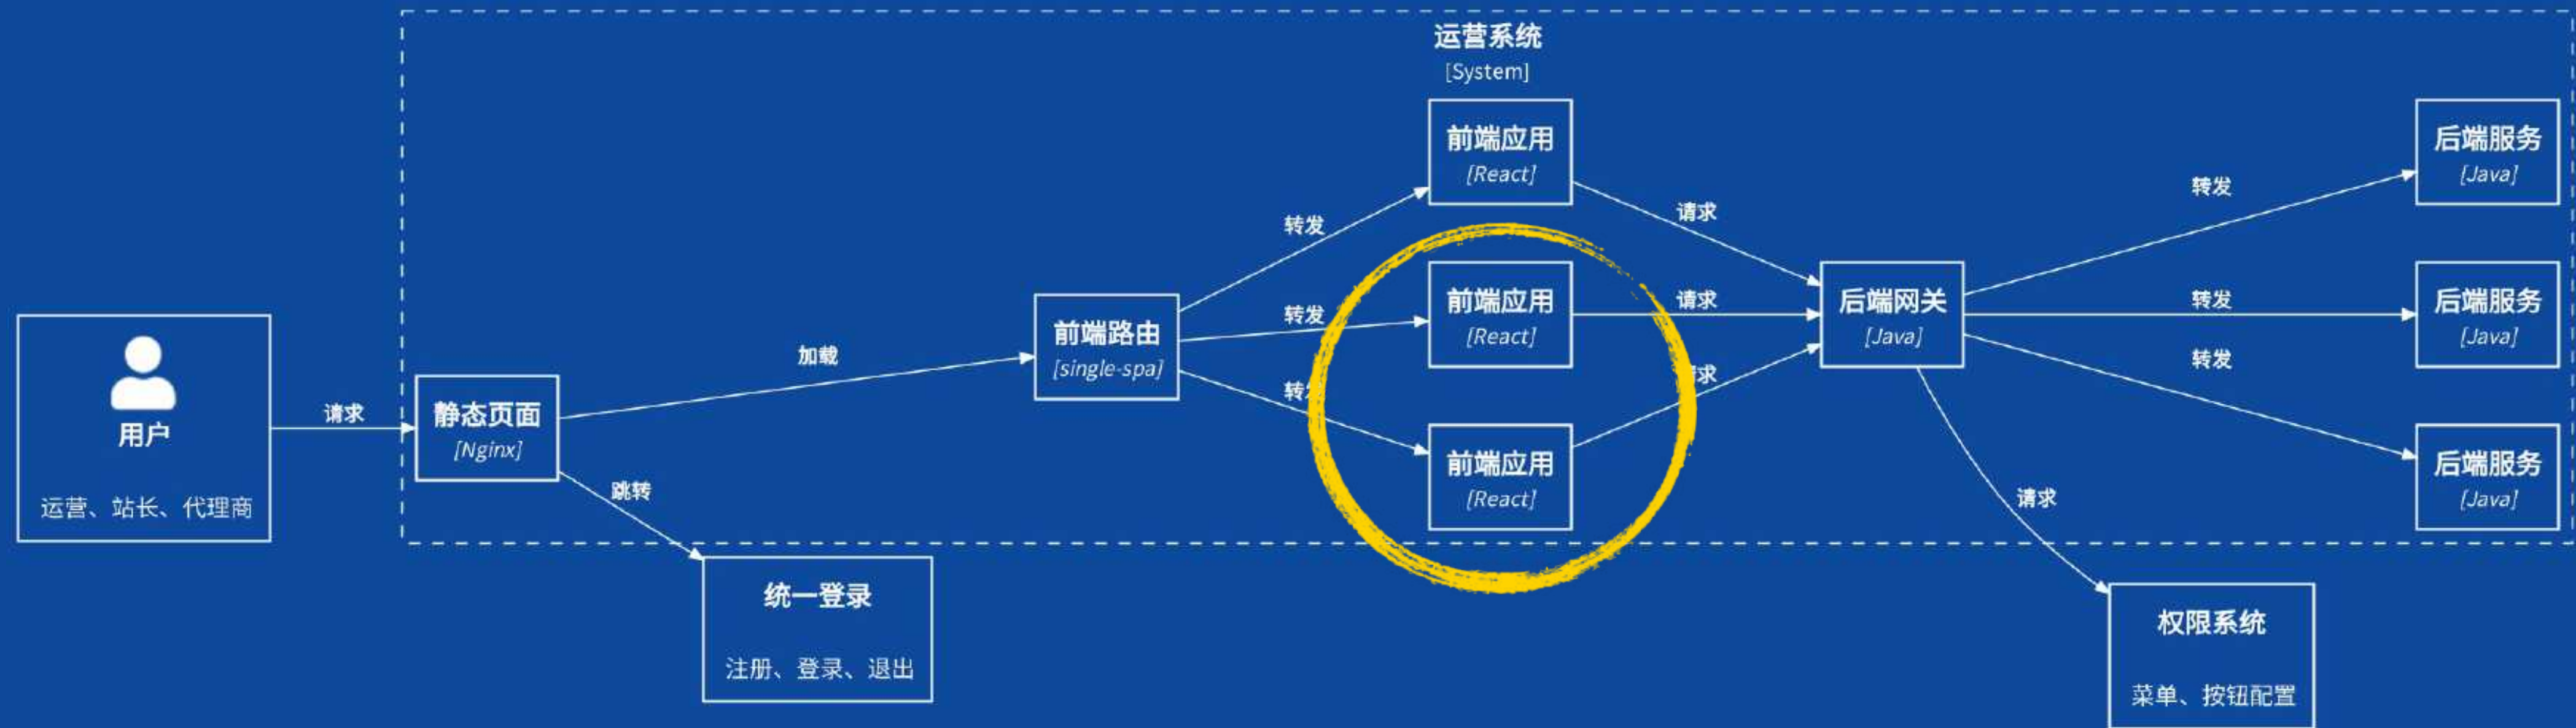 运营系统
[System]
前端应用
[React]
后端服务
[Java]
转发
请求
转发
前端应用
[React]
后端网关
[Java]
后端服务
[Java]
转发
请求
转发
前端路由
[single-spa]
用户
运营、站长、代理商
请求
静态页面
[Nginx]
加载
转
求
转发
前端应用
[React]
后端服务
[Java]
跳转
请求
统一登录
注册、登录、退出
权限系统
菜单、按钮配置